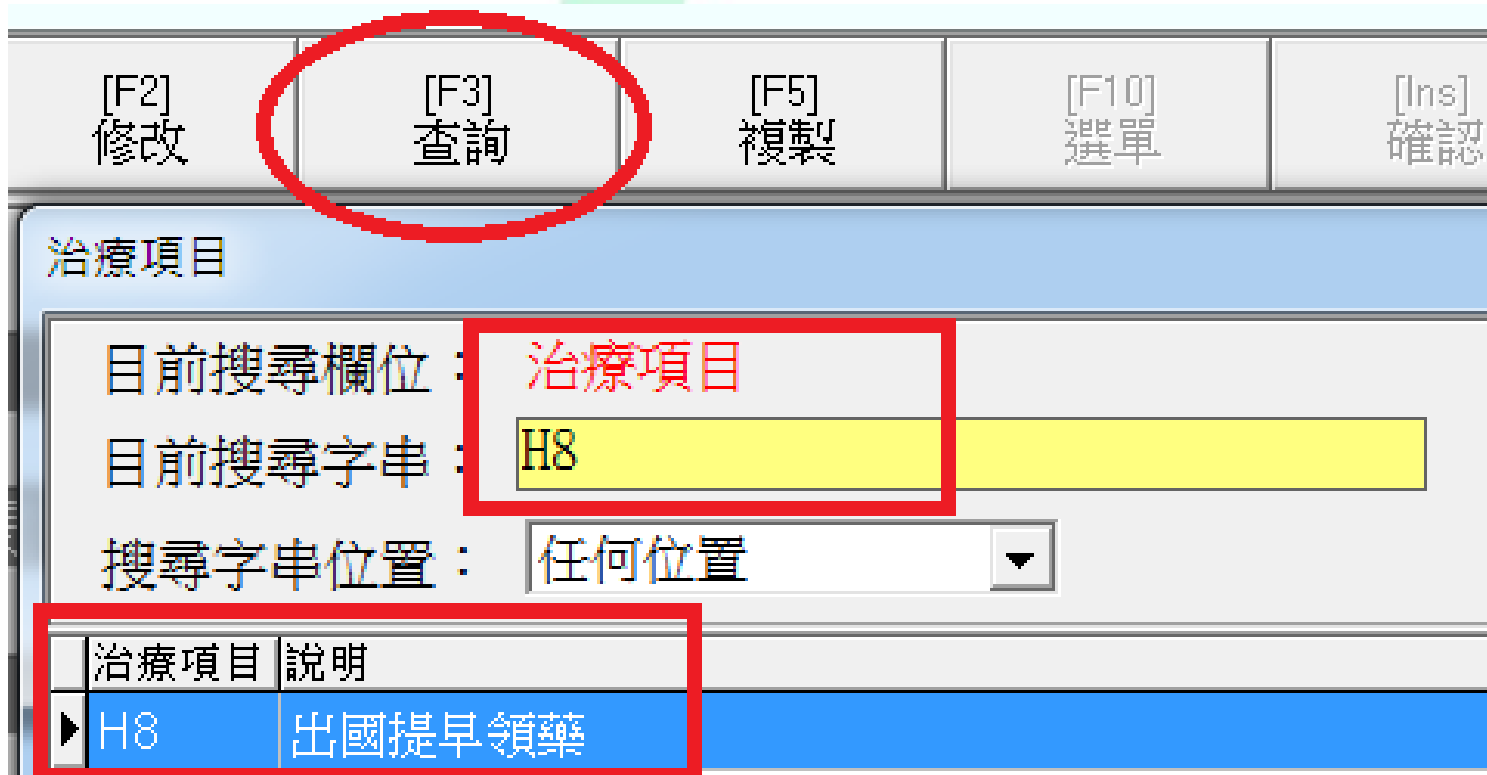 [F2] [F3] [F5] [F10] [Ins]
修改 查詢 複製 選單 確認
治療項目
目前搜尋欄位: 治療項目
目前搜尋字串: H8
搜尋字串位置: 任何位置
治療項目 說明
H8 出國提早領藥